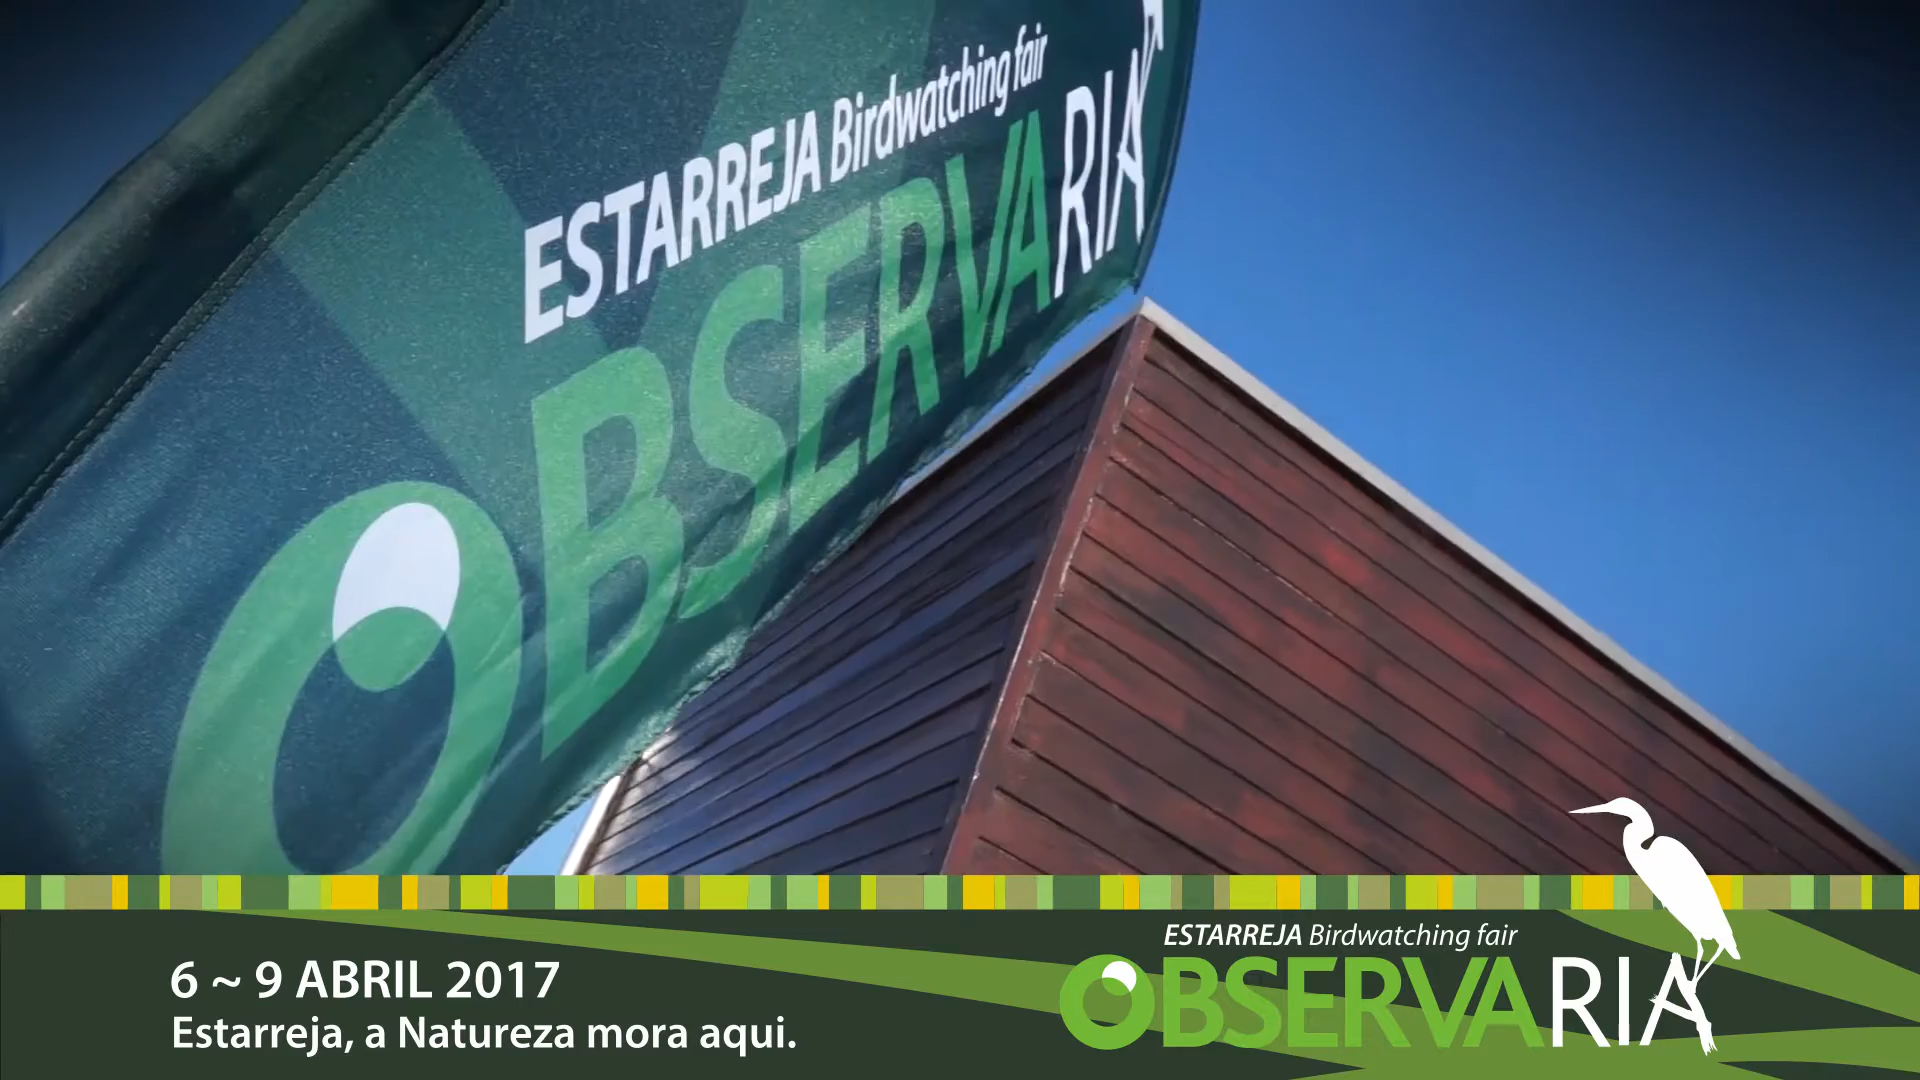 ESTARREJA Birdwatching fair
OBSERVARIA
6 ~ 9 ABRIL 2017
Estarreja, a Natureza mora aqui.
ESTARREJA Birdwatching fair
OBSERVARIA